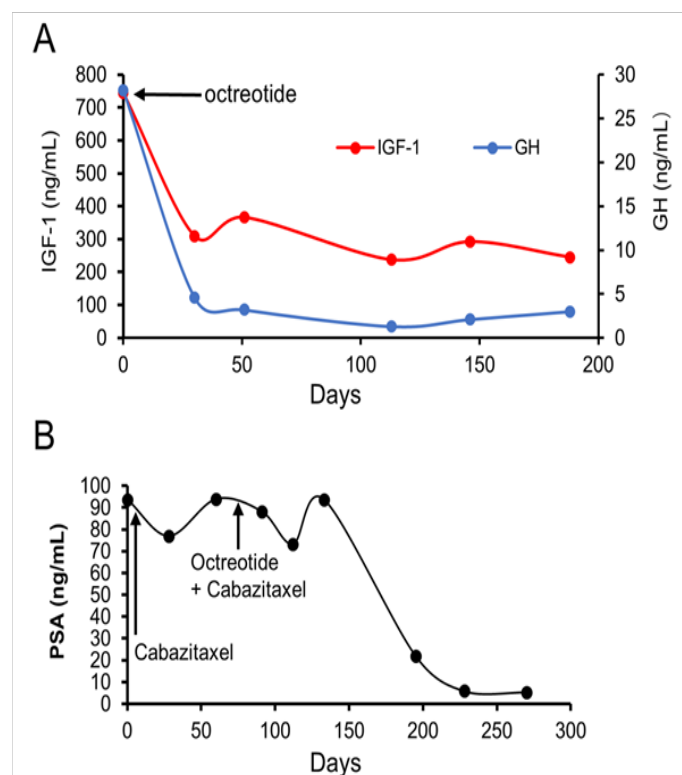 A
800
700
600
500
400
300
200
100
0
IGF-1 (ng/mL)
octreotide
IGF-1
GH
30
25
20
15
10
5
0
GH (ng/mL)
0 50 100 150 200
Days
B
100
90
80
70
60
50
40
30
20
10
0
PSA (ng/mL)
Octreotide
+ Cabazitaxel
Cabazitaxel
0 50 100 150 200 250 300
Days